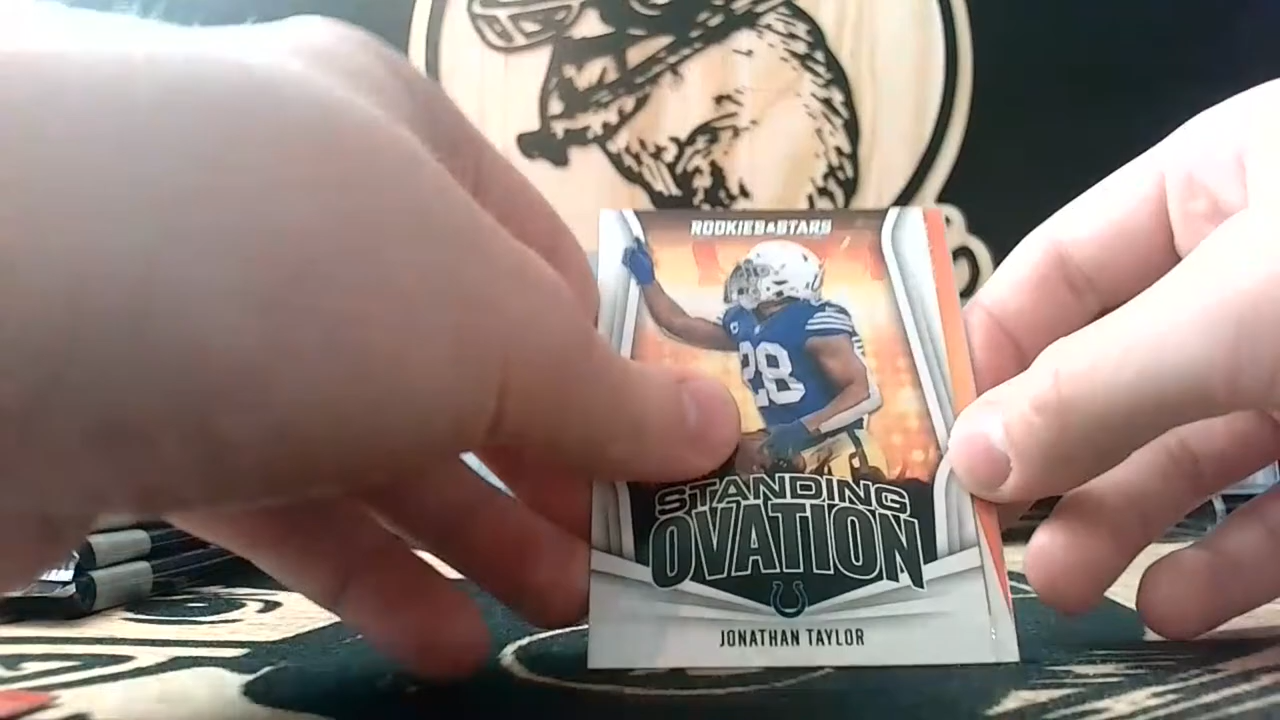 ROOKIES&STARS
28
STANDING
OVATION
JONATHAN TAYLOR